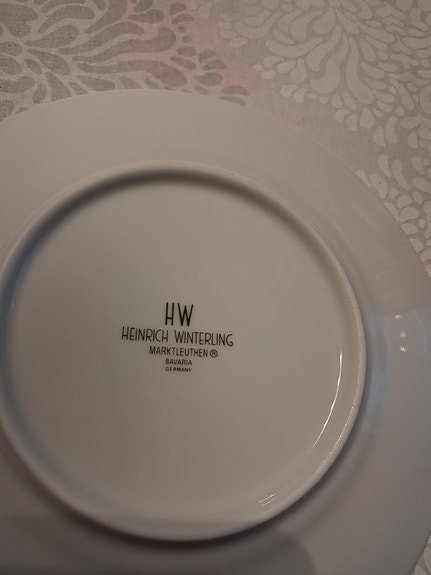 HW
HEINRICH WINTERLING
MARKTLEUTHEN ®
BAVARIA
GERMANY